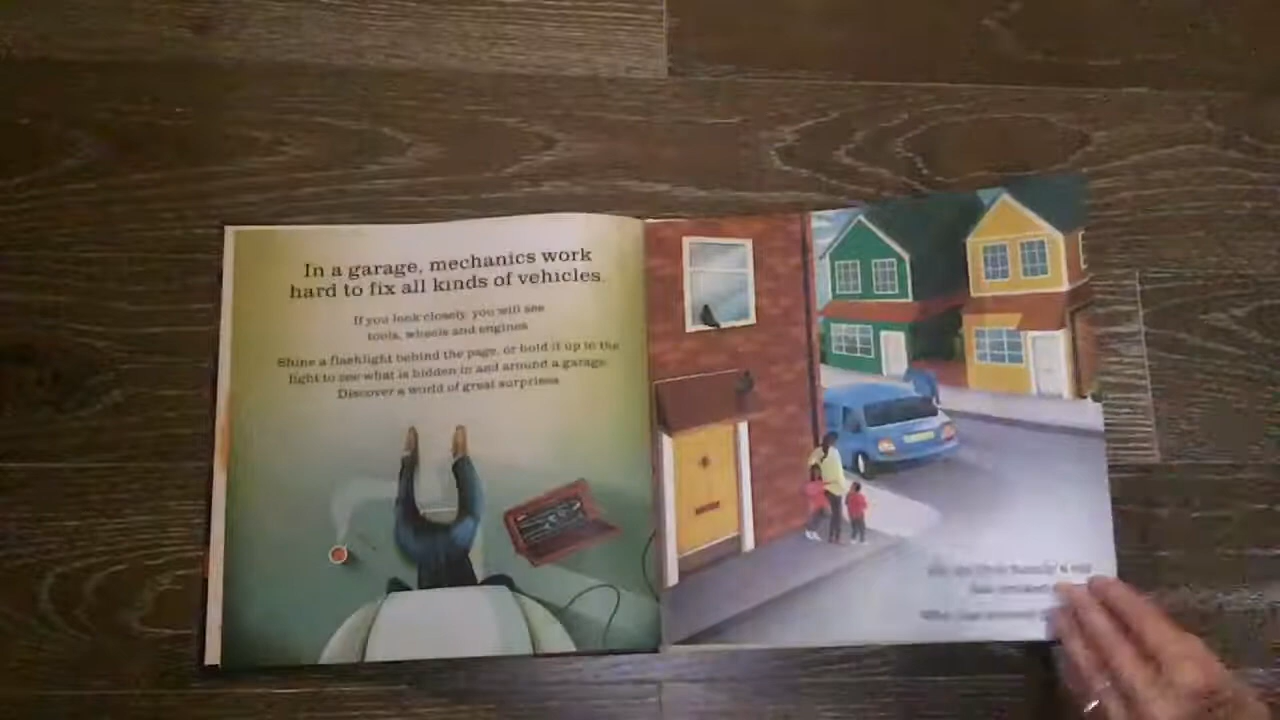 In a garage, mechanics work
hard to fix all kinds of vehicles.
If you look closely, you will see
tools, wheels and engines
Shine a flashlight behind the page, or hold it up to the
light to see what is hidden in and around a garage.
Discover a world of great surprises